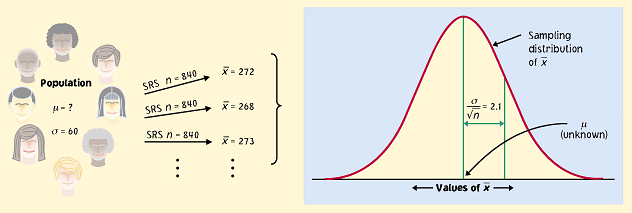 Population
μ = ?
σ = 60
SRS n = 840
x̄ = 272
SRS n = 840
x̄ = 268
SRS n = 840
x̄ = 273
Sampling
distribution
of x̄
σ/√n = 2.1
μ
(unknown)
Values of x̄